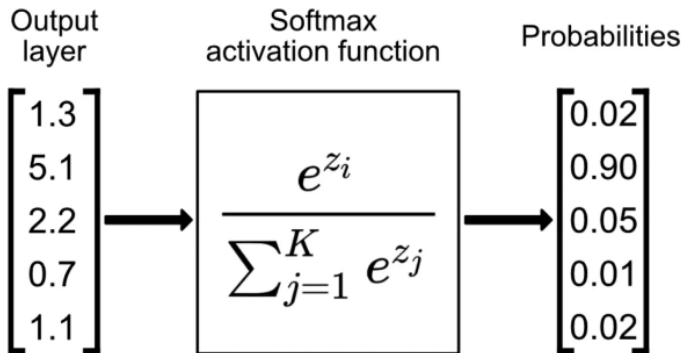 Output
layer
Softmax
activation function
Probabilities
1.3
5.1
2.2
0.7
1.1
e^{z_i}
∑_{j=1}^{K} e^{z_j}
0.02
0.90
0.05
0.01
0.02